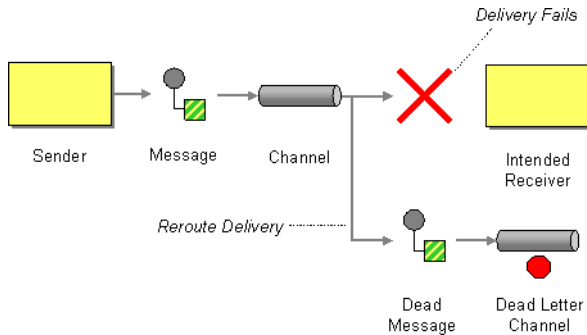 Delivery Fails
Sender
Message
Channel
Intended
Receiver
Reroute Delivery
Dead
Message
Dead Letter
Channel